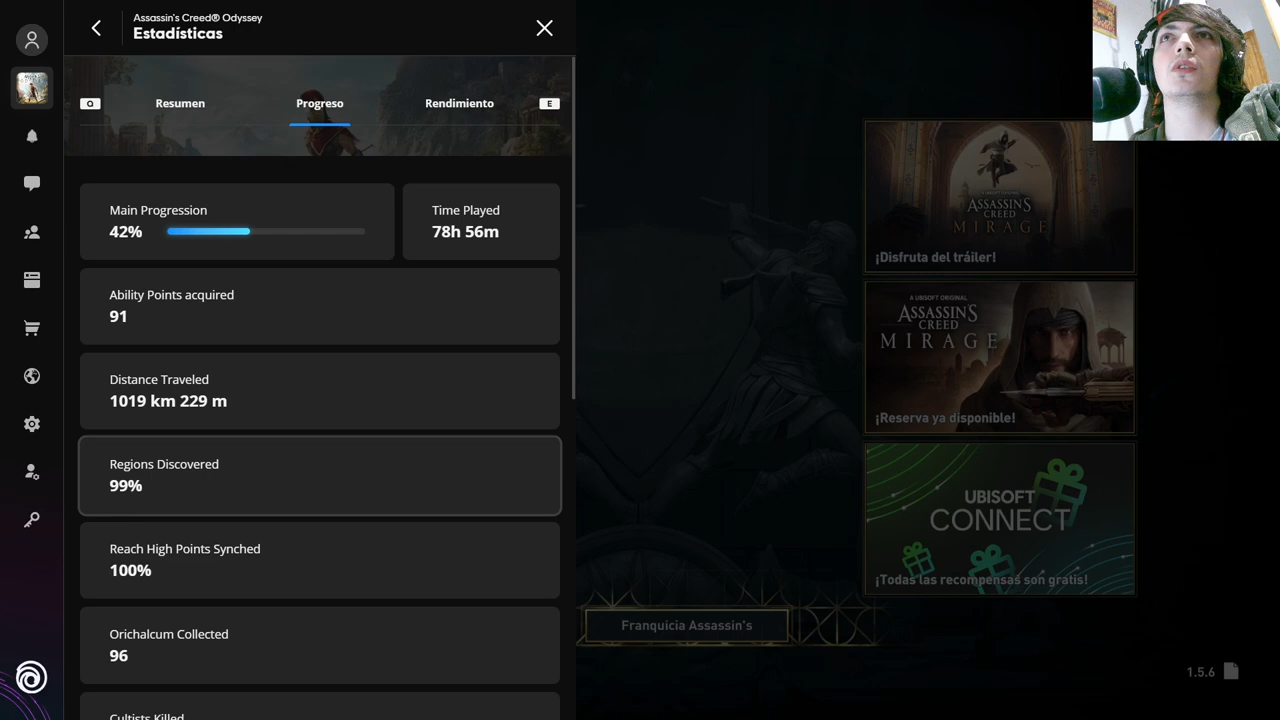 Assassin's Creed® Odyssey
Estadísticas
Q
Resumen
Progreso
Rendimiento
E
Main Progression
42%
Time Played
78h 56m
Ability Points acquired
91
Distance Traveled
1019 km 229 m
Regions Discovered
99%
Reach High Points Synched
100%
Orichalcum Collected
96
Cultists Killed
A UBISOFT ORIGINAL
ASSASSIN'S
CREED
MIRAGE
¡Disfruta del tráiler!
A UBISOFT ORIGINAL
ASSASSIN'S
CREED
MIRAGE
¡Reserva ya disponible!
UBISOFT
CONNECT
¡Todas las recompensas son gratis!
Franquicia Assassin's
1.5.6